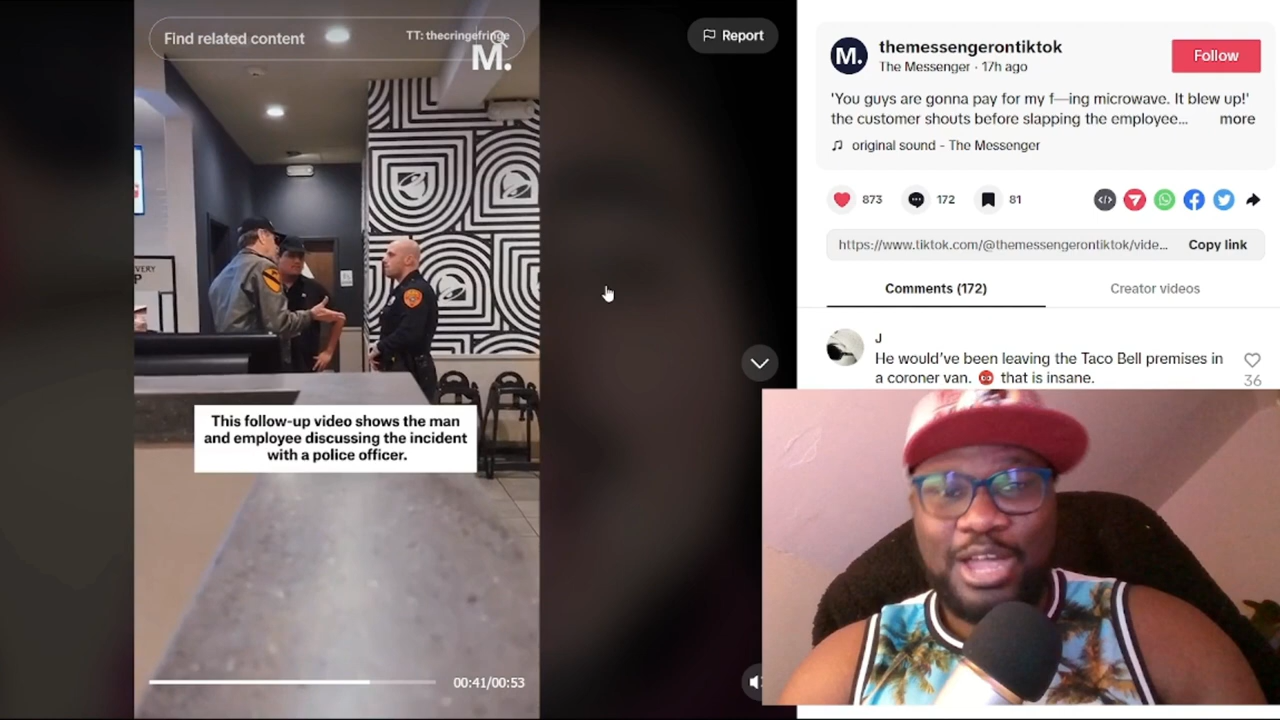 Find related content
TT: thecringefringe
M.
Report
This follow-up video shows the man
and employee discussing the incident
with a police officer.
00:41/00:53
M.
themessengerontiktok
The Messenger · 17h ago
Follow
'You guys are gonna pay for my f—ing microwave. It blew up!'
the customer shouts before slapping the employee...
more
original sound - The Messenger
873
172
81
https://www.tiktok.com/@themessengerontiktok/vide...
Copy link
Comments (172)
Creator videos
J
He would've been leaving the Taco Bell premises in
a coroner van. that is insane.
36